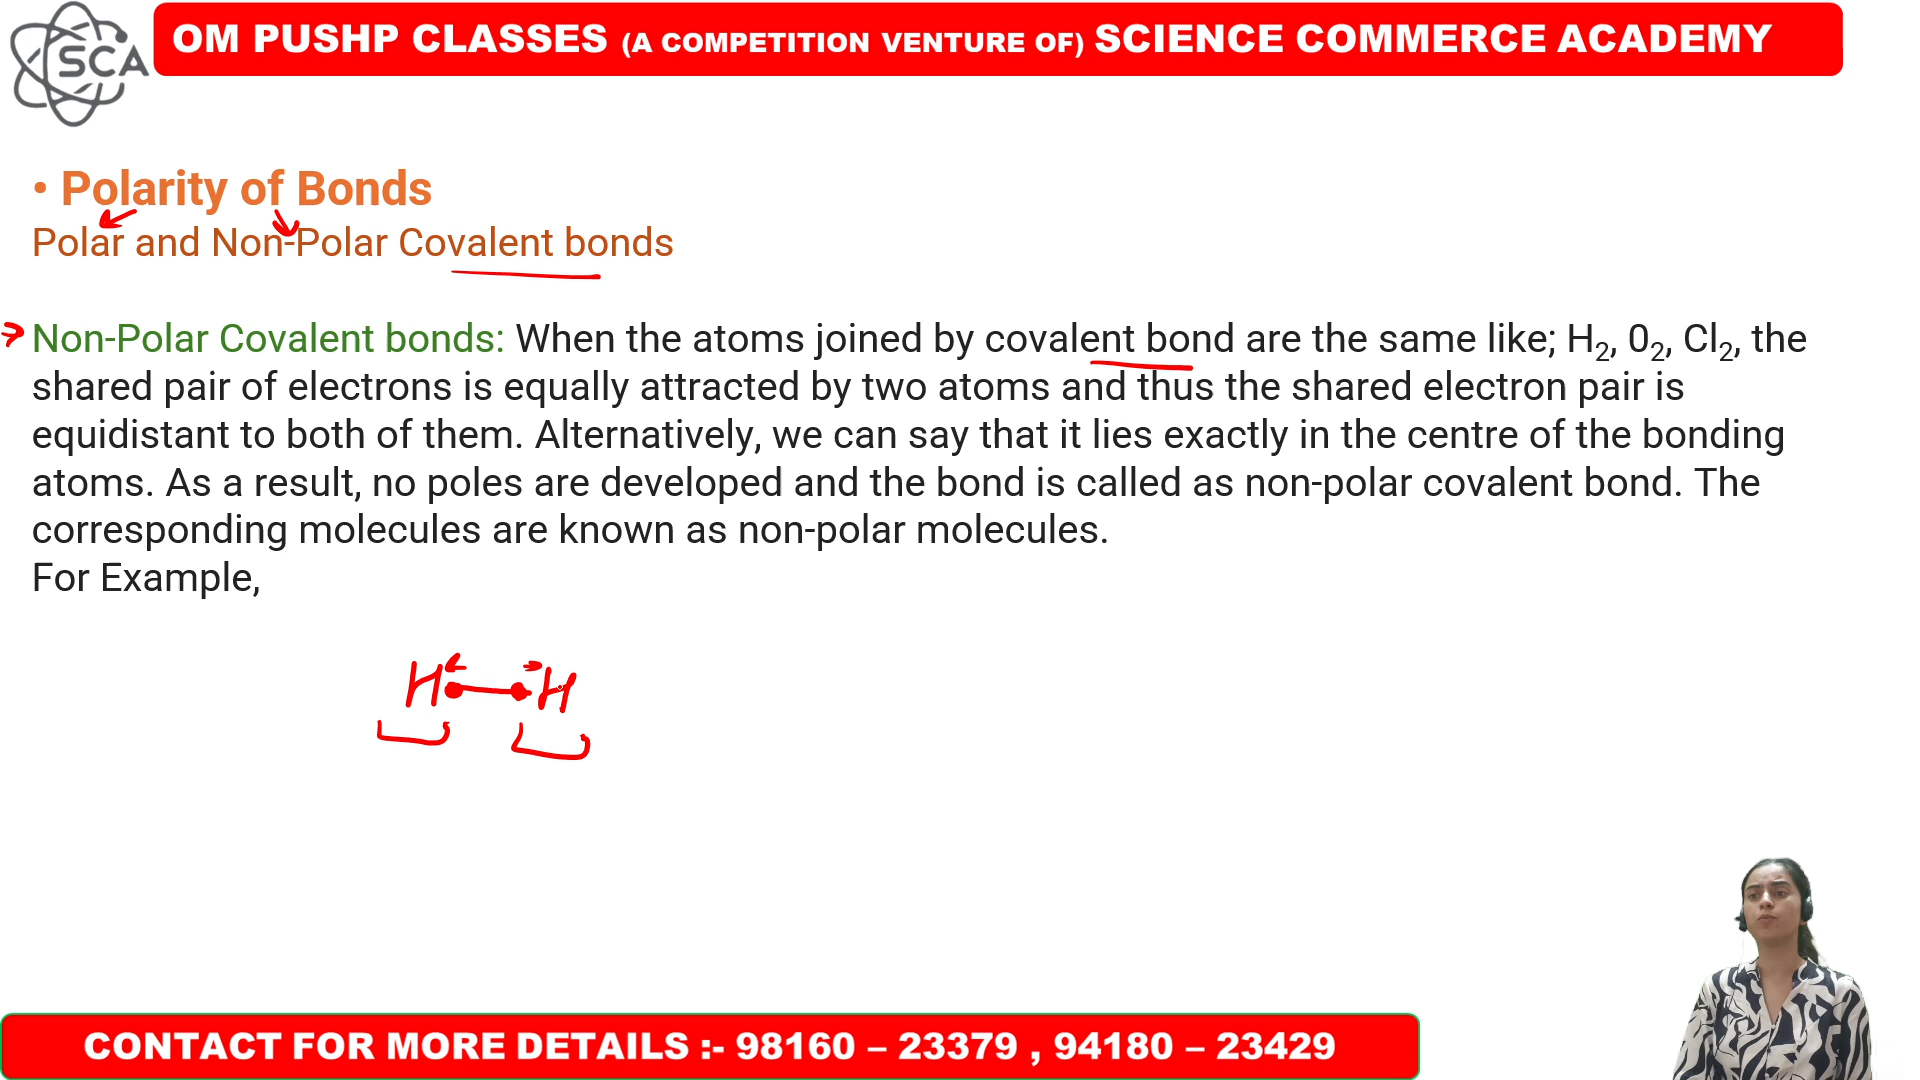 SCA
OM PUSHP CLASSES (A COMPETITION VENTURE OF) SCIENCE COMMERCE ACADEMY
• Polarity of Bonds
Polar and Non-Polar Covalent bonds
Non-Polar Covalent bonds: When the atoms joined by covalent bond are the same like; H₂, 0₂, Cl₂, the
shared pair of electrons is equally attracted by two atoms and thus the shared electron pair is
equidistant to both of them. Alternatively, we can say that it lies exactly in the centre of the bonding
atoms. As a result, no poles are developed and the bond is called as non-polar covalent bond. The
corresponding molecules are known as non-polar molecules.
For Example,
H — H
CONTACT FOR MORE DETAILS :- 98160 – 23379 , 94180 – 23429